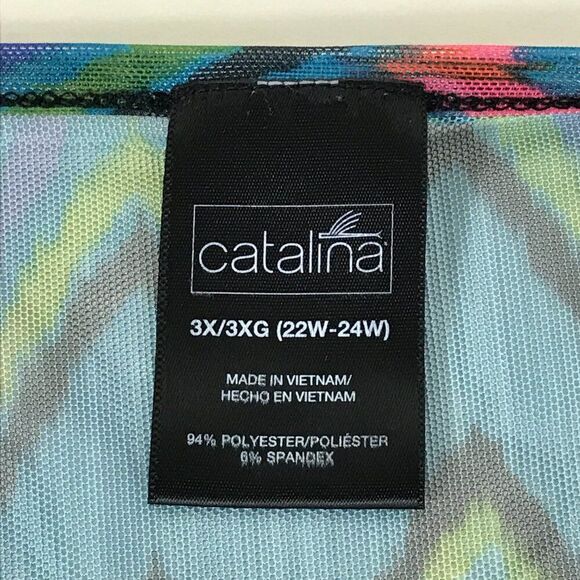 catalina
3X/3XG (22W-24W)
MADE IN VIETNAM/
HECHO EN VIETNAM
94% POLYESTER/POLIÉSTER
6% SPANDEX